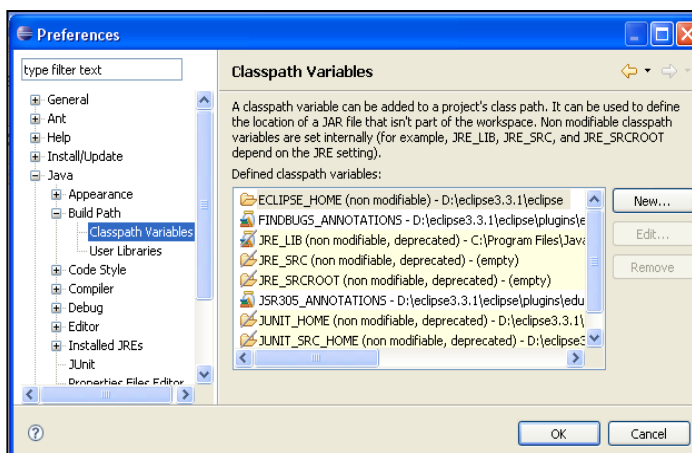 Preferences
type filter text
General
Ant
Help
Install/Update
Java
Appearance
Build Path
Classpath Variables
User Libraries
Code Style
Compiler
Debug
Editor
Installed JREs
JUnit
Properties Files Editor
Classpath Variables
A classpath variable can be added to a project's class path. It can be used to define
the location of a JAR file that isn't part of the workspace. Non modifiable classpath
variables are set internally (for example, JRE_LIB, JRE_SRC, and JRE_SRCROOT
depend on the JRE setting).
Defined classpath variables:
ECLIPSE_HOME (non modifiable) - D:\eclipse3.3.1\eclipse
FINDBUGS_ANNOTATIONS - D:\eclipse3.3.1\eclipse\plugins\e
JRE_LIB (non modifiable, deprecated) - C:\Program Files\Java
JRE_SRC (non modifiable, deprecated) - (empty)
JRE_SRCROOT (non modifiable, deprecated) - (empty)
JSR305_ANNOTATIONS - D:\eclipse3.3.1\eclipse\plugins\edu
JUNIT_HOME (non modifiable, deprecated) - D:\eclipse3.3.1\
JUNIT_SRC_HOME (non modifiable, deprecated) - D:\eclipse3
New...
Edit...
Remove
OK
Cancel